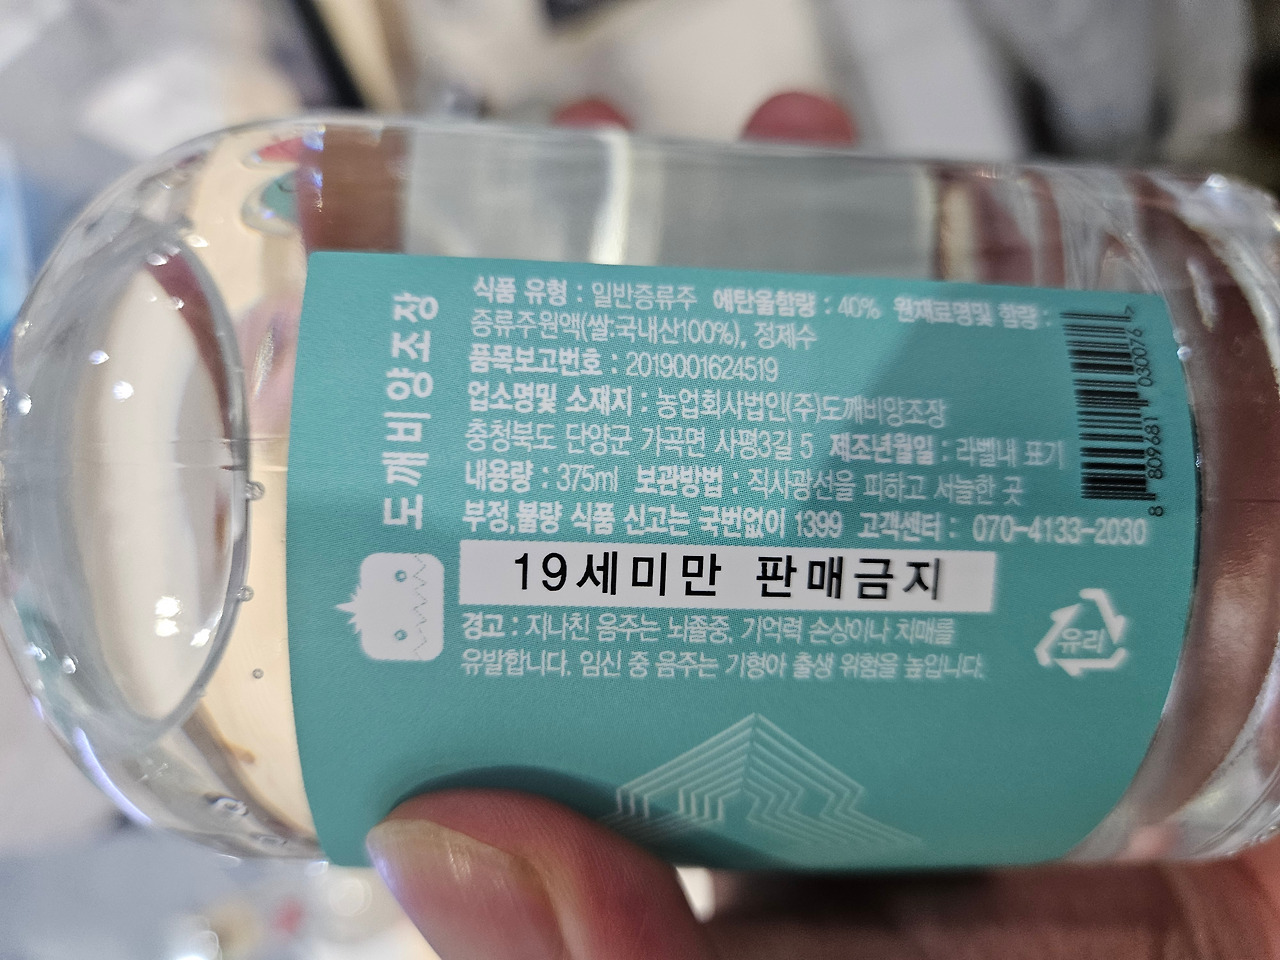 도깨비양조장
식품 유형 : 일반증류주 에탄올함량 : 40% 원재료명및 함량 :
증류주원액(쌀:국내산100%), 정제수
품목보고번호 : 2019001624519
업소명및 소재지 : 농업회사법인(주)도깨비양조장
충청북도 단양군 가곡면 사평3길 5 제조년월일 : 라벨내 표기
내용량 : 375ml 보관방법 : 직사광선을 피하고 서늘한 곳
부정,불량 식품 신고는 국번없이 1399 고객센터 : 070-4133-2030
19세미만 판매금지
경고 : 지나친 음주는 뇌졸중, 기억력 손상이나 치매를
유발합니다. 임신 중 음주는 기형아 출생 위험을 높입니다.
유리
8 809681 030076